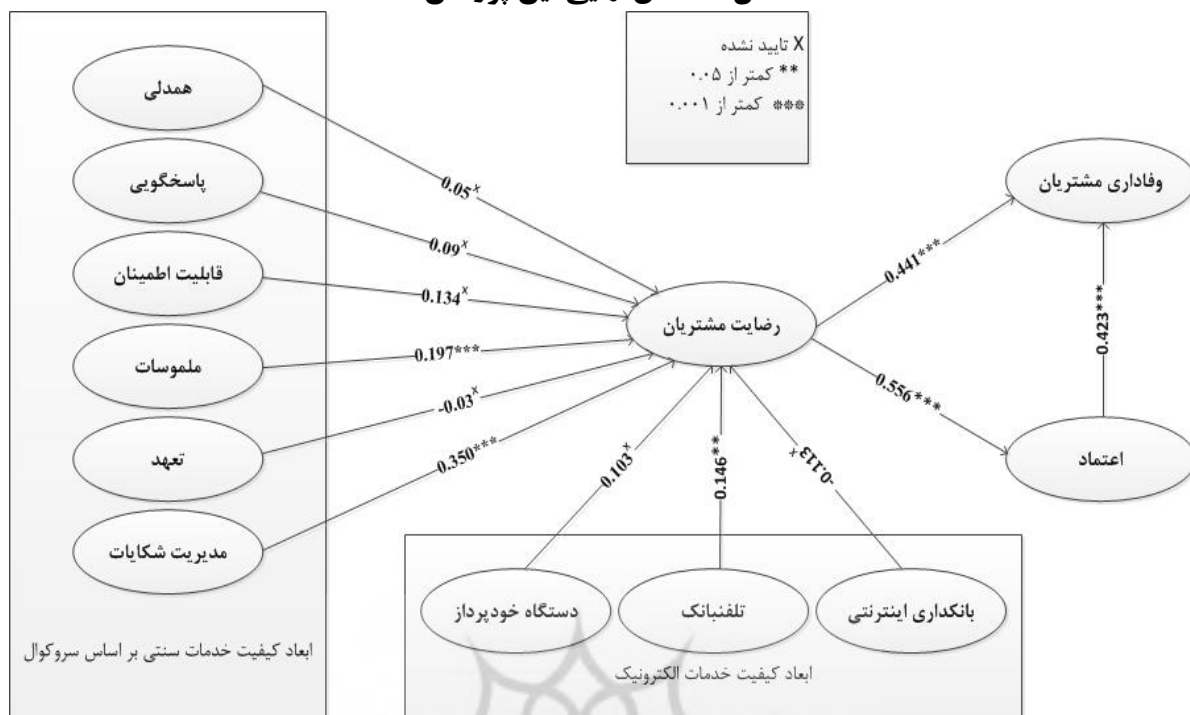 X تایید نشده
** کمتر از ۰.۰۵
*** کمتر از ۰.۰۰۱
همدلی
پاسخگویی
قابلیت اطمینان
ملموسات
تعهد
مدیریت شکایات
ابعاد کیفیت خدمات سنتی بر اساس سروکوال
0.05ˣ
0.09ˣ
0.134ˣ
0.197***
-0.03ˣ
0.350***
رضایت مشتریان
0.103ˣ
0.146**
-0.113ˣ
دستگاه خودپرداز
تلفنبانک
بانکداری اینترنتی
ابعاد کیفیت خدمات الکترونیک
0.441***
0.556***
0.423***
وفاداری مشتریان
اعتماد